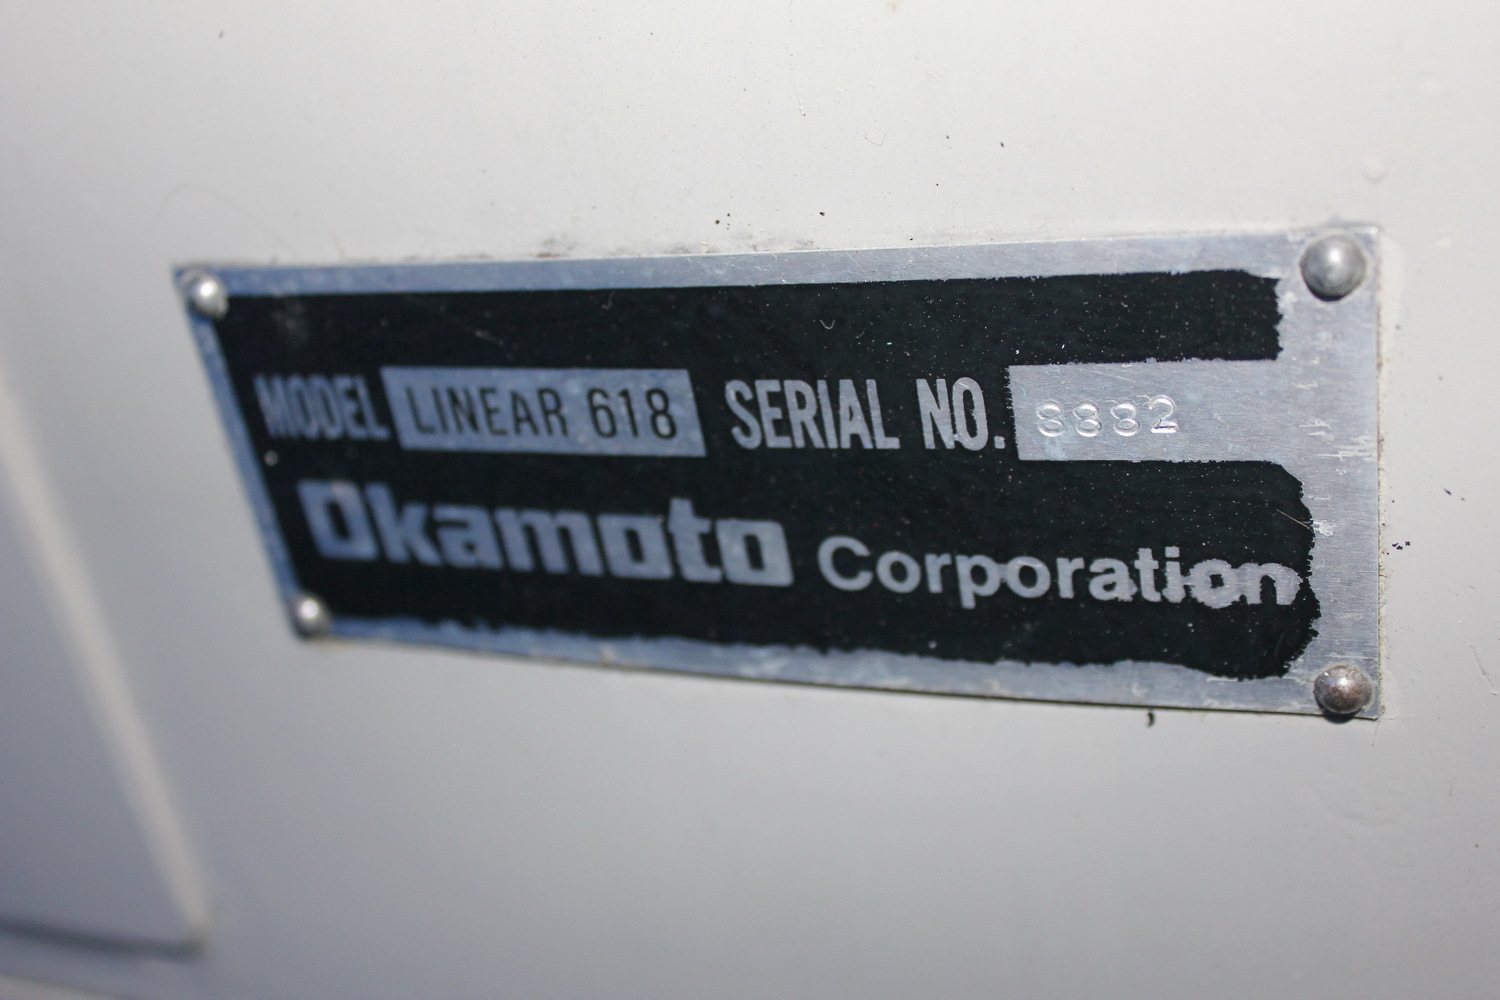 MODEL LINEAR 618 SERIAL NO. 8882
Okamoto Corporation